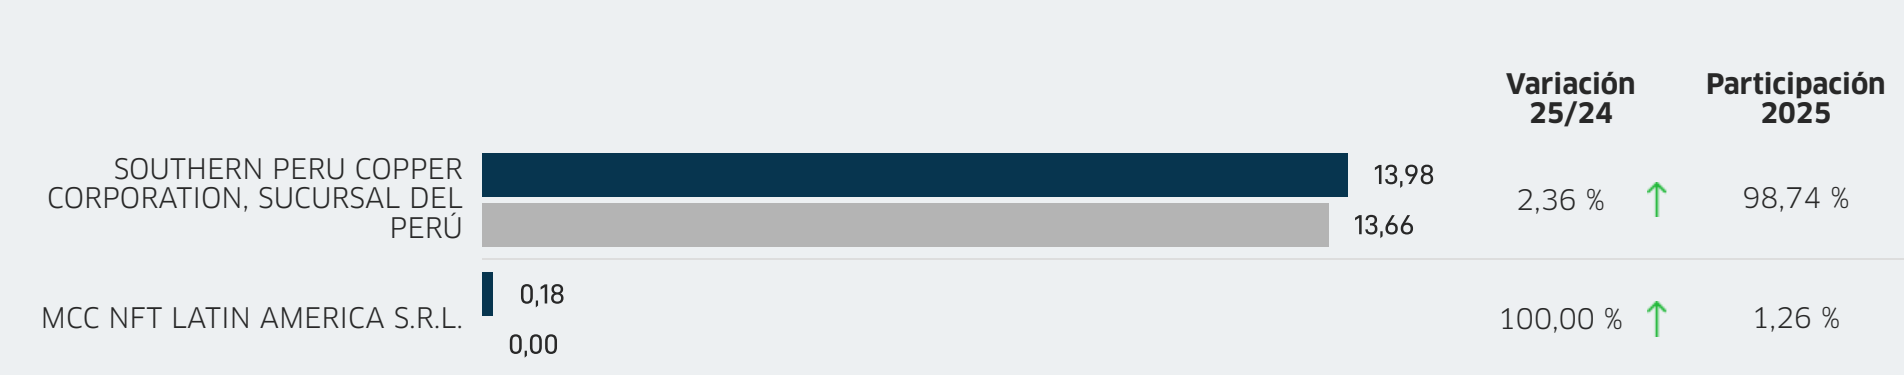 Variación
25/24
Participación
2025
SOUTHERN PERU COPPER
CORPORATION, SUCURSAL DEL
PERÚ
13,98
13,66
2,36 %
98,74 %
MCC NFT LATIN AMERICA S.R.L.
0,18
0,00
100,00 %
1,26 %